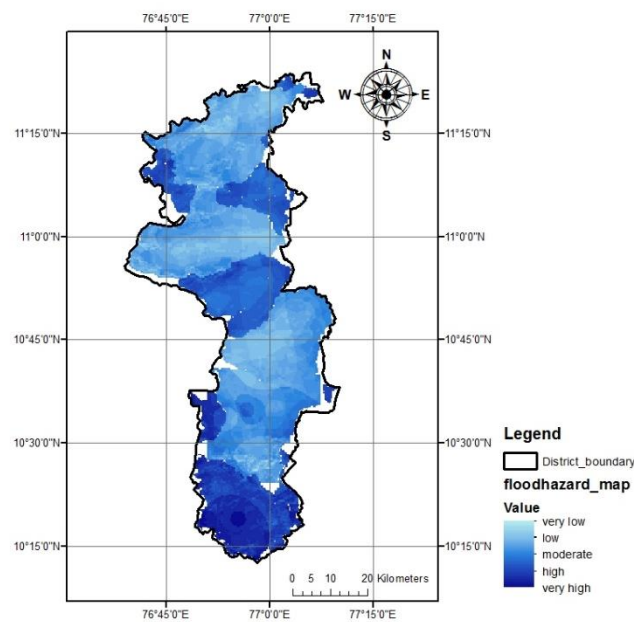 76°45'0"E 77°0'0"E 77°15'0"E
N
W E
S
11°15'0"N 11°15'0"N
11°0'0"N 11°0'0"N
10°45'0"N 10°45'0"N
10°30'0"N 10°30'0"N
10°15'0"N 10°15'0"N
Legend
District_boundary
floodhazard_map
Value
very low
low
moderate
high
very high
0 5 10 20 Kilometers
76°45'0"E 77°0'0"E 77°15'0"E